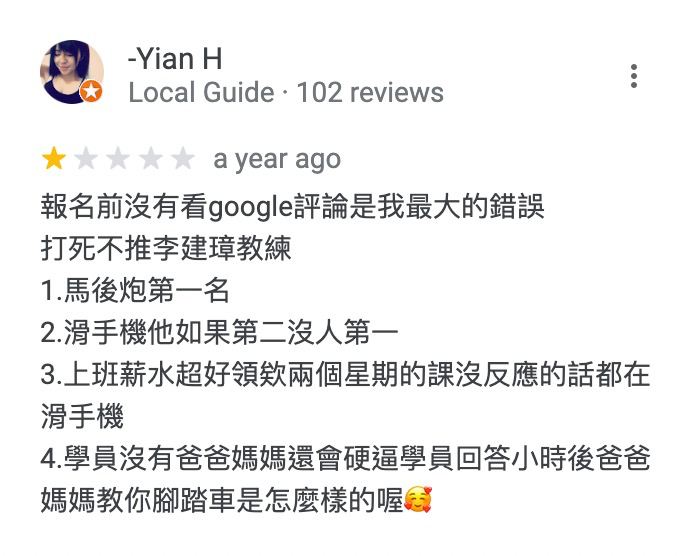 -Yian H
Local Guide · 102 reviews
a year ago
報名前沒有看google評論是我最大的錯誤
打死不推李建璋教練
1.馬後炮第一名
2.滑手機他如果第二沒人第一
3.上班薪水超好領欸兩個星期的課沒反應的話都在
滑手機
4.學員沒有爸爸媽媽還會硬逼學員回答小時後爸爸
媽媽教你腳踏車是怎麼樣的喔🥰